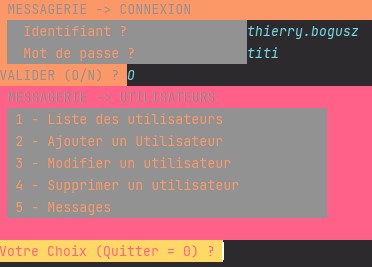 MESSAGERIE -> CONNEXION
Identifiant ? thierry.bogusz
Mot de passe ? titi
VALIDER (O/N) ? O
MESSAGERIE -> UTILISATEURS
1 - Liste des utilisateurs
2 - Ajouter un Utilisateur
3 - Modifier un utilisateur
4 - Supprimer un utilisateur
5 - Messages
Votre Choix (Quitter = 0) ?